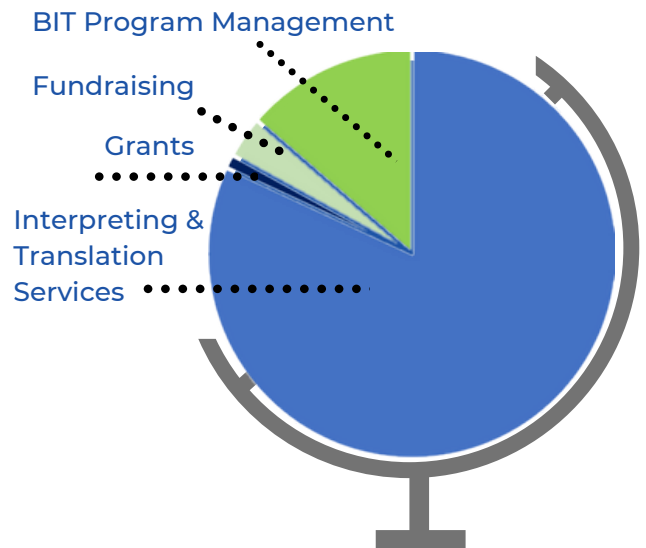 BIT Program Management
Fundraising
Grants
Interpreting &
Translation
Services